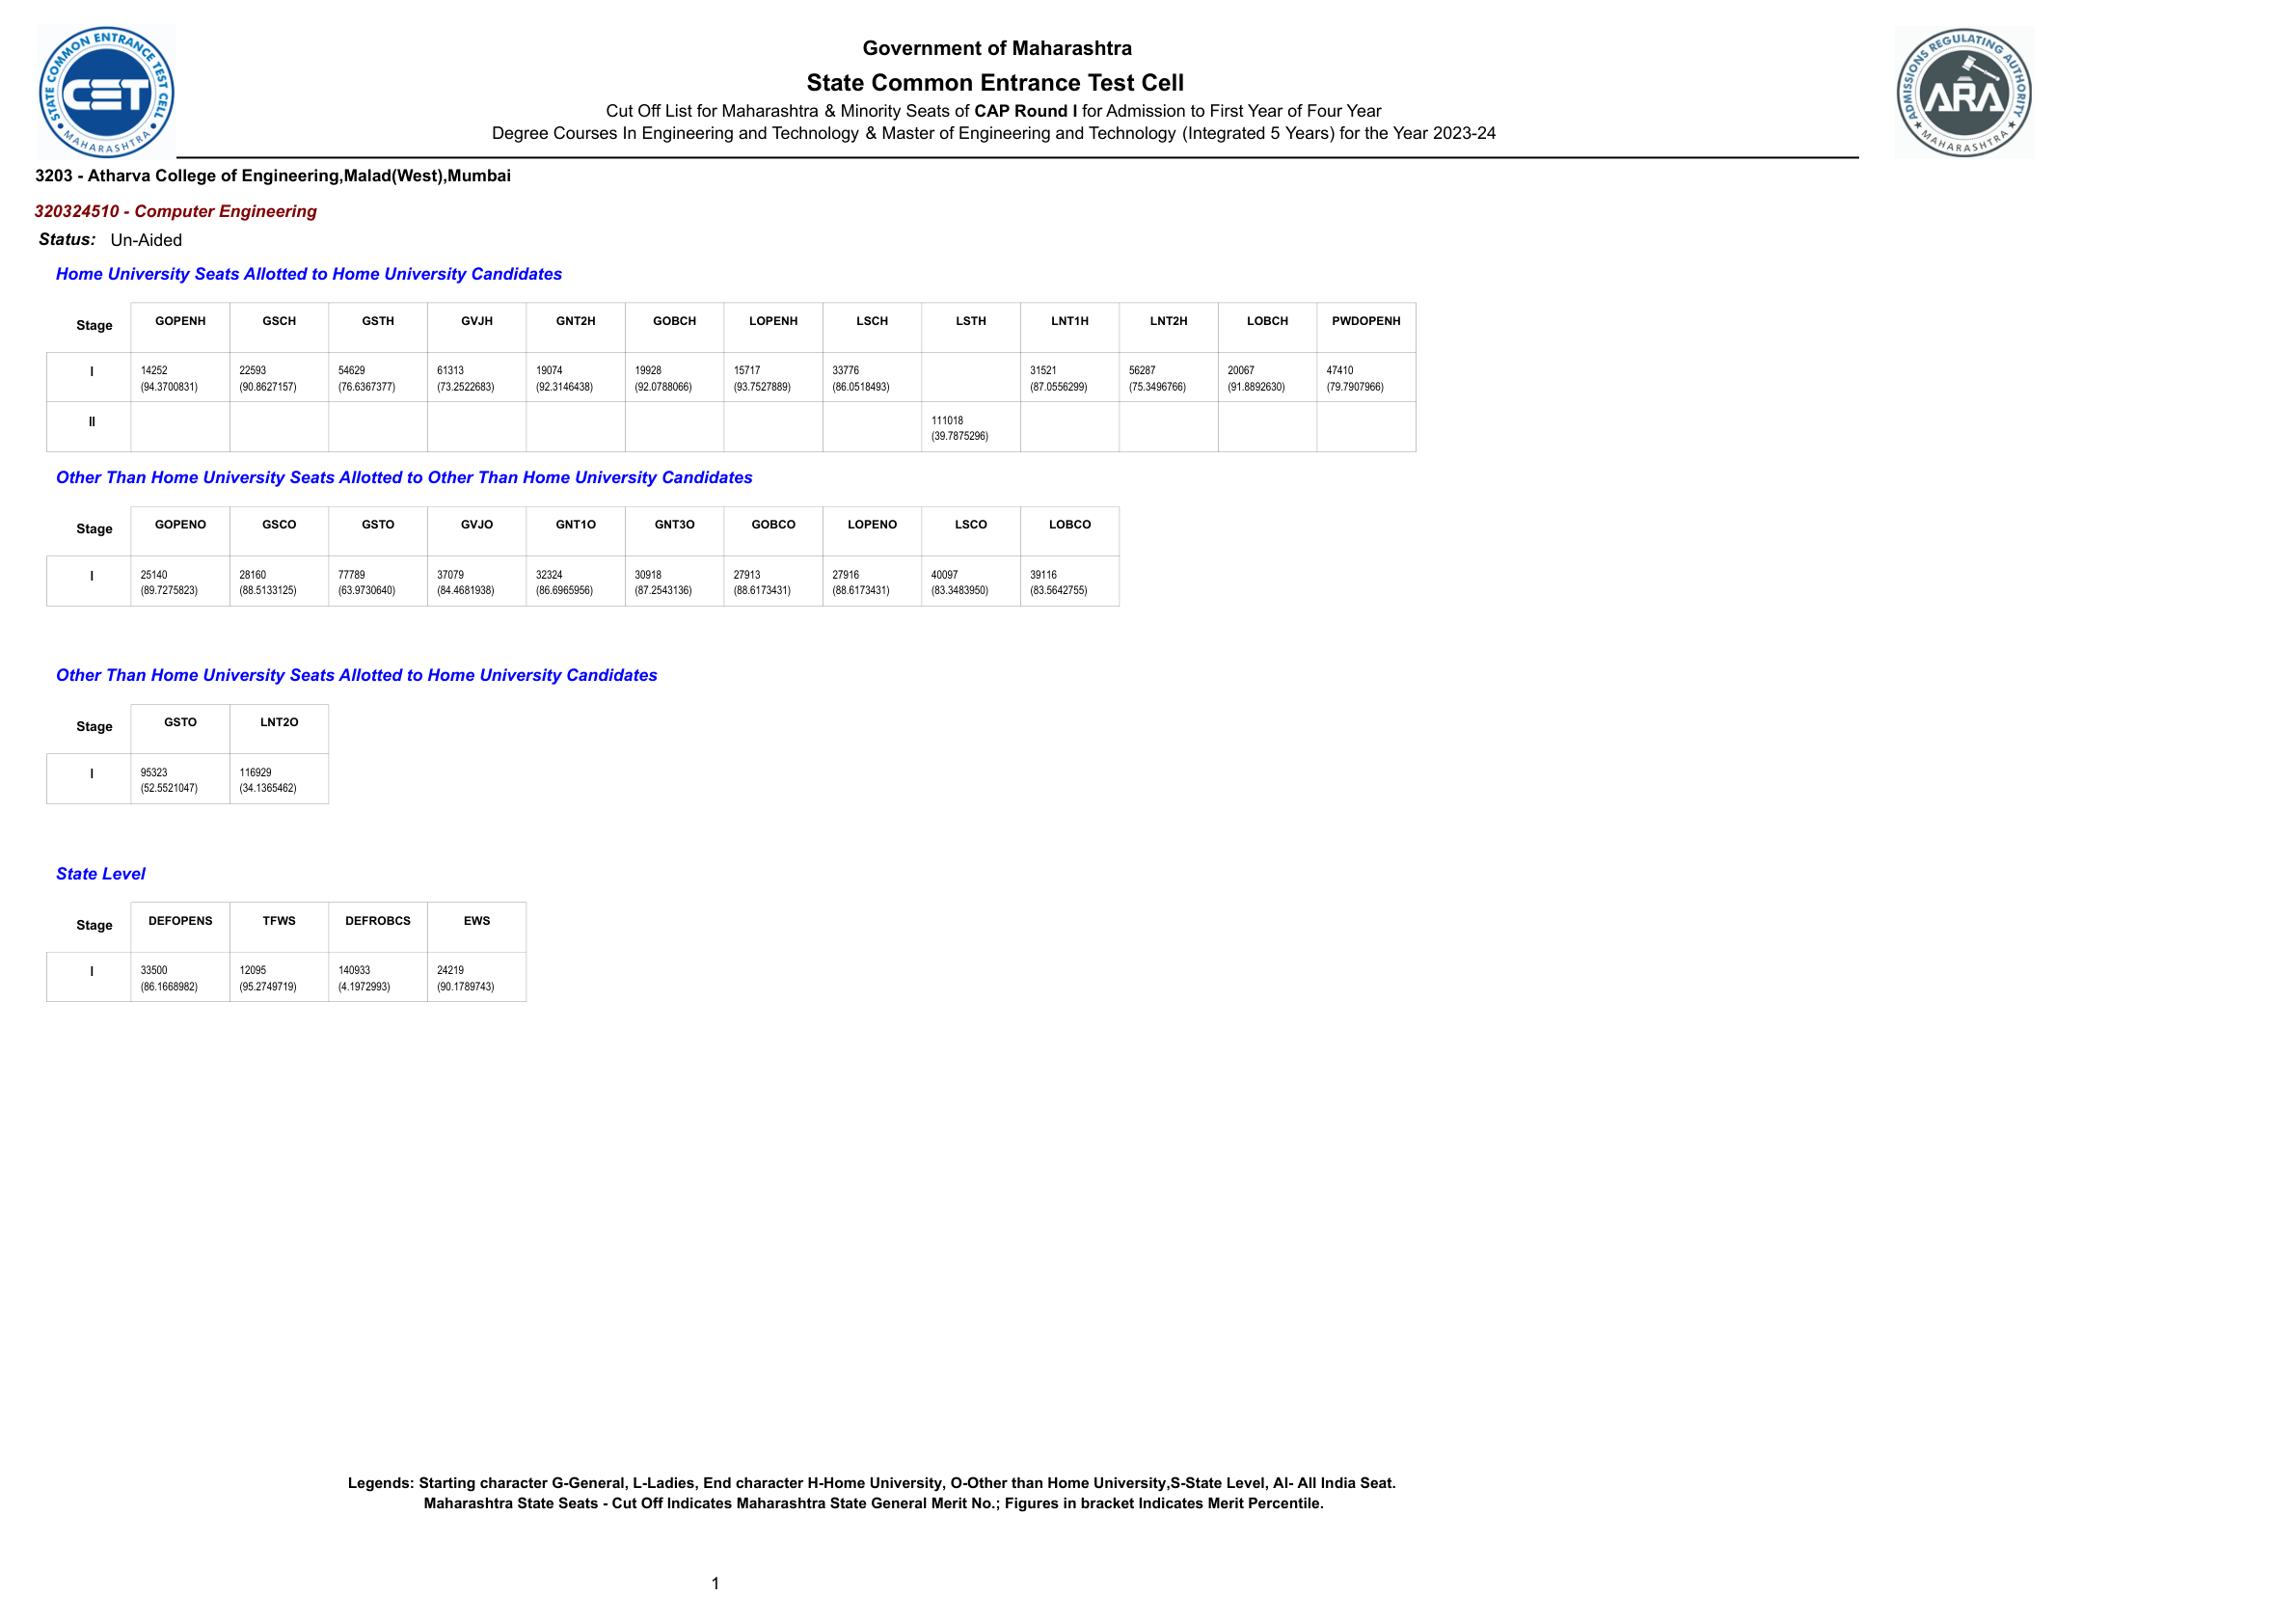 STATE COMMON ENTRANCE TEST CELL
CET
MAHARASHTRA
Government of Maharashtra
State Common Entrance Test Cell
Cut Off List for Maharashtra & Minority Seats of CAP Round I for Admission to First Year of Four Year
Degree Courses In Engineering and Technology & Master of Engineering and Technology (Integrated 5 Years) for the Year 2023-24
ADMISSIONS REGULATING AUTHORITY
ARA
MAHARASHTRA
3203 - Atharva College of Engineering,Malad(West),Mumbai
320324510 - Computer Engineering
Status: Un-Aided
Home University Seats Allotted to Home University Candidates
Stage GOPENH GSCH GSTH GVJH GNT2H GOBCH LOPENH LSCH LSTH LNT1H LNT2H LOBCH PWDOPENH
I 14252 22593 54629 61313 19074 19928 15717 33776 31521 56287 20067 47410
(94.3700831) (90.8627157) (76.6367377) (73.2522683) (92.3146438) (92.0788066) (93.7527889) (86.0518493) (87.0556299) (75.3496766) (91.8892630) (79.7907966)
II 111018
(39.7875296)
Other Than Home University Seats Allotted to Other Than Home University Candidates
Stage GOPENO GSCO GSTO GVJO GNT1O GNT3O GOBCO LOPENO LSCO LOBCO
I 25140 28160 77789 37079 32324 30918 27913 27916 40097 39116
(89.7275823) (88.5133125) (63.9730640) (84.4681938) (86.6965956) (87.2543136) (88.6173431) (88.6173431) (83.3483950) (83.5642755)
Other Than Home University Seats Allotted to Home University Candidates
Stage GSTO LNT2O
I 95323 116929
(52.5521047) (34.1365462)
State Level
Stage DEFOPENS TFWS DEFROBCS EWS
I 33500 12095 140933 24219
(86.1668982) (95.2749719) (4.1972993) (90.1789743)
Legends: Starting character G-General, L-Ladies, End character H-Home University, O-Other than Home University,S-State Level, AI- All India Seat.
Maharashtra State Seats - Cut Off Indicates Maharashtra State General Merit No.; Figures in bracket Indicates Merit Percentile.
1